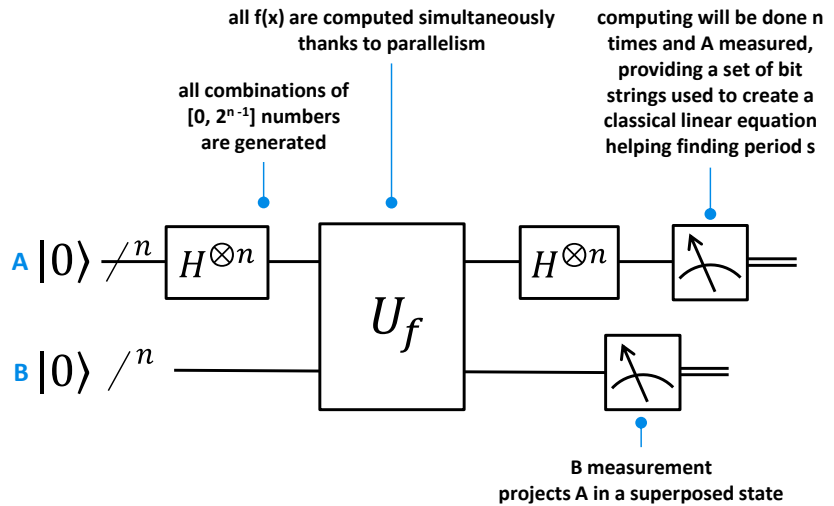 all f(x) are computed simultaneously
thanks to parallelism
computing will be done n
times and A measured,
providing a set of bit
strings used to create a
classical linear equation
helping finding period s
all combinations of
[0, 2ⁿ⁻¹] numbers
are generated
A |0⟩ n H⊗n U_f H⊗n
B |0⟩ n
B measurement
projects A in a superposed state